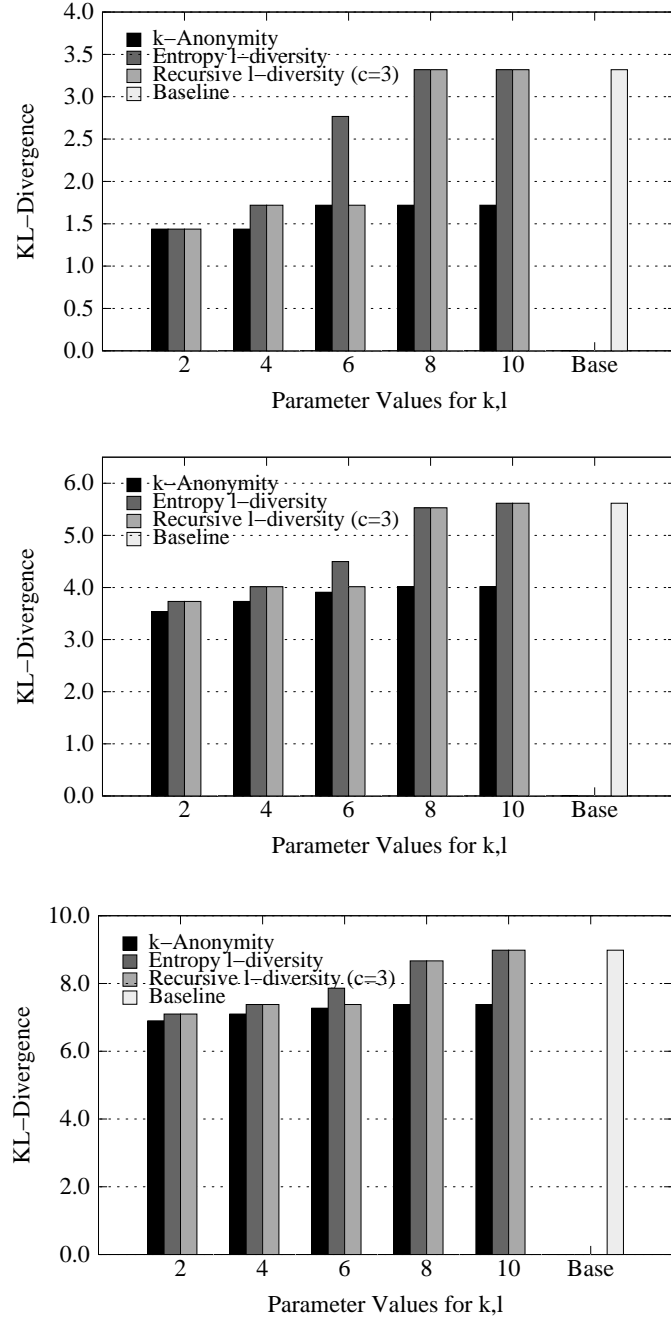 4.0
3.5
3.0
2.5
2.0
1.5
1.0
0.5
0.0
KL−Divergence
k−Anonymity
Entropy l−diversity
Recursive l−diversity (c=3)
Baseline
2 4 6 8 10 Base
Parameter Values for k,l
6.0
5.0
4.0
3.0
2.0
1.0
0.0
KL−Divergence
k−Anonymity
Entropy l−diversity
Recursive l−diversity (c=3)
Baseline
2 4 6 8 10 Base
Parameter Values for k,l
10.0
8.0
6.0
4.0
2.0
0.0
KL−Divergence
k−Anonymity
Entropy l−diversity
Recursive l−diversity (c=3)
Baseline
2 4 6 8 10 Base
Parameter Values for k,l